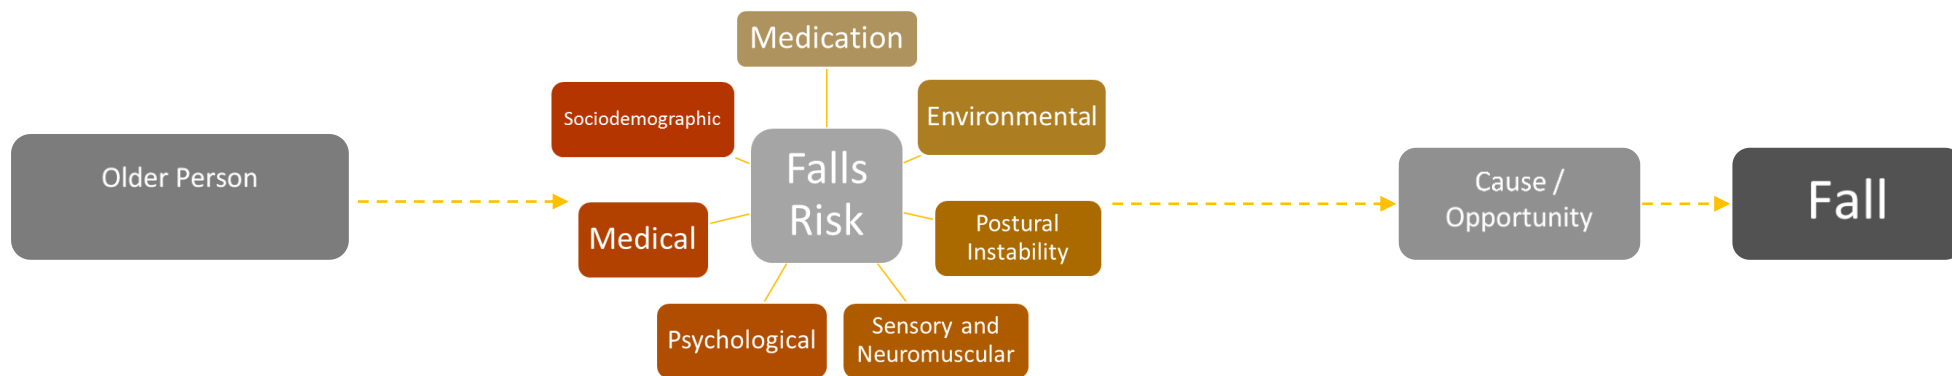 Older Person
Medication
Sociodemographic
Environmental
Falls
Risk
Medical
Postural
Instability
Psychological
Sensory and
Neuromuscular
Cause /
Opportunity
Fall